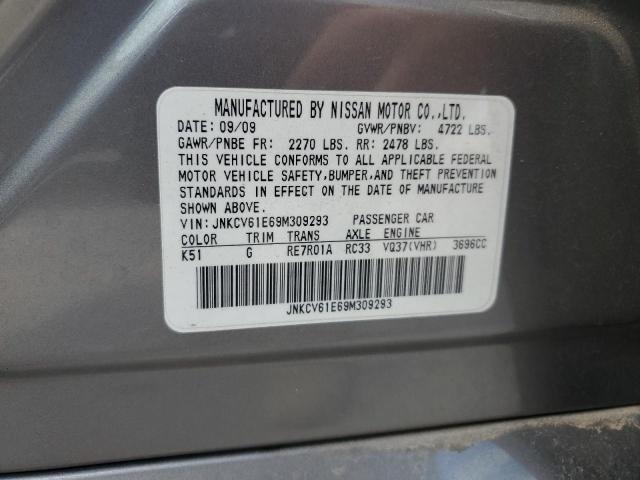 MANUFACTURED BY NISSAN MOTOR CO.,LTD.
DATE: 09/09 GVWR/PNBV: 4722 LBS.
GAWR/PNBE FR: 2270 LBS. RR: 2478 LBS.
THIS VEHICLE CONFORMS TO ALL APPLICABLE FEDERAL
MOTOR VEHICLE SAFETY,BUMPER,AND THEFT PREVENTION
STANDARDS IN EFFECT ON THE DATE OF MANUFACTURE
SHOWN ABOVE.
VIN: JNKCV61E69M309293 PASSENGER CAR
COLOR TRIM TRANS AXLE ENGINE
K51 G RE7R01A RC33 VQ37(VHR) 3696CC
JNKCV61E69M309293